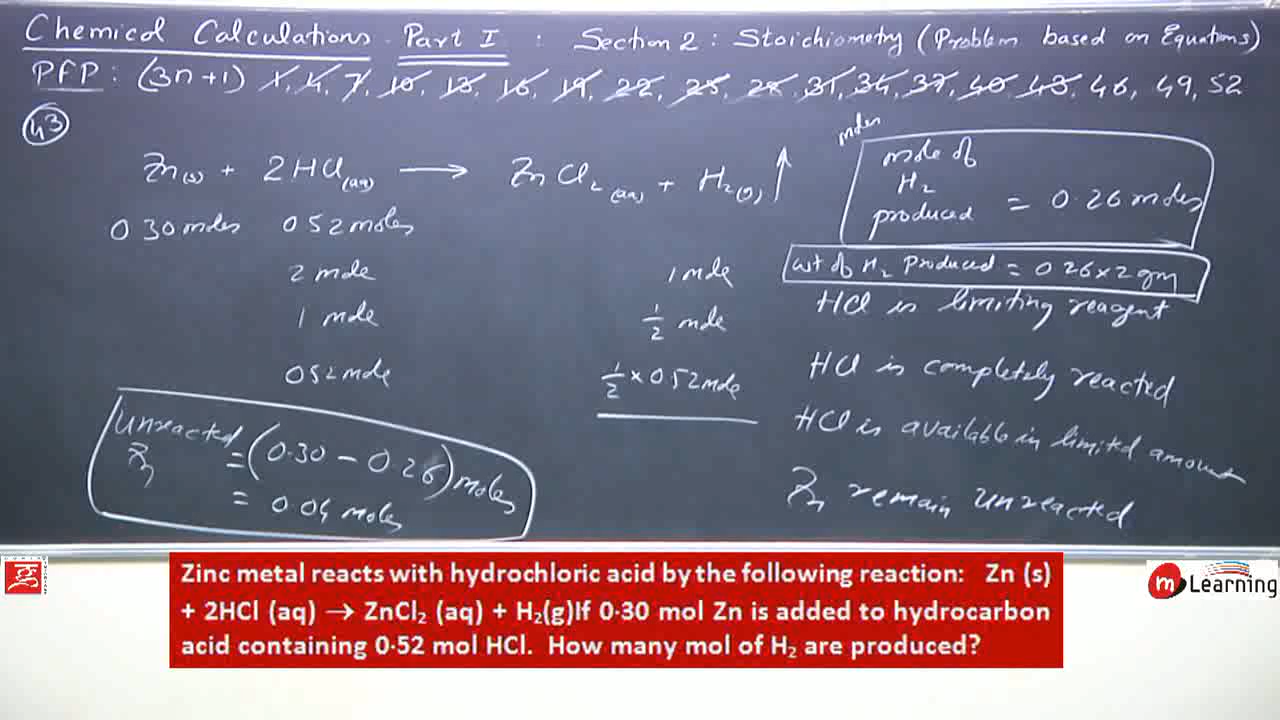 Chemical Calculations Part I : Section 2 : Stoichiometry (Problem based on Equations)
PFP : (3n+1) 1, 4, 7, 10, 13, 16, 19, 22, 25, 28, 31, 34, 37, 40, 43, 46, 49, 52
43
Zn(s) + 2HCl(aq) ⟶ ZnCl₂(aq) + H₂(g) ↑
0.30 moles 0.52 moles
2 mole 1 mole
1 mole 1/2 mole
0.52 mole 1/2 × 0.52 mole
Unreacted
Zn = (0.30 − 0.26) moles
= 0.04 moles
moles
mole of
H₂
produced = 0.26 moles
wt of H₂ Produced = 0.26×2 gm
HCl is limiting reagent
HCl is completely reacted
HCl is available in limited amount
Zn remain unreacted
Zinc metal reacts with hydrochloric acid by the following reaction: Zn (s)
+ 2HCl (aq) → ZnCl₂ (aq) + H₂(g)If 0·30 mol Zn is added to hydrocarbon
acid containing 0·52 mol HCl. How many mol of H₂ are produced?
m Learning